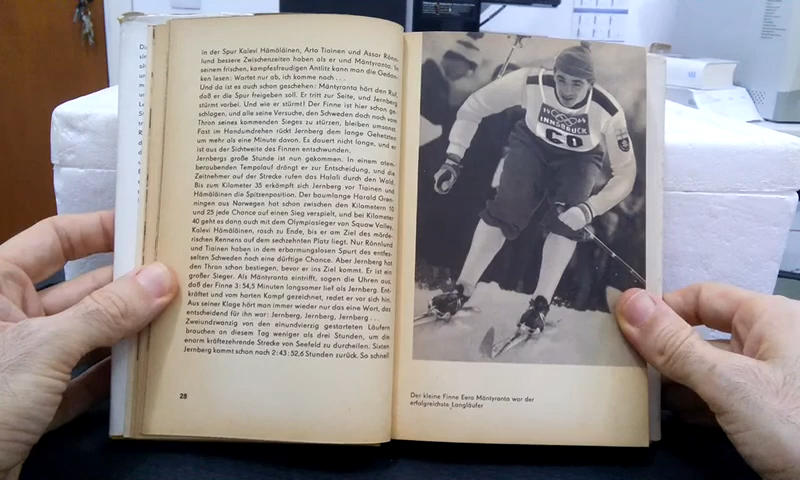 in der Spur Kalevi Hämäläinen, Arto Tiainen und Assar Rönn-
lund bessere Zwischenzeiten haben als er und Mäntyranta. In
seinem frischen, kampfesfreudigen Antlitz kann man die Gedan-
ken lesen: Wartet nur ab, ich komme noch . . .
Und da ist es auch schon geschehen: Mäntyranta hört den Ruf,
daß er die Spur freigeben soll. Er tritt zur Seite, und Jernberg
stürmt vorbei. Und wie er stürmt! Der Finne ist hier schon ge-
schlagen, und alle seine Versuche, den Schweden doch noch vom
Thron seines kommenden Sieges zu stürzen, bleiben umsonst.
Fast im Handumdrehen rückt Jernberg dem lange Gehetzten
um mehr als eine Minute davon. Es dauert nicht lange, und er
ist aus der Sichtweite des Finnen entschwunden.
Jernbergs große Stunde ist nun gekommen. In einem atem-
beraubenden Tempolauf drängt er zur Entscheidung, und die
Zeitnehmer auf der Strecke rufen das Halali durch den Wald.
Bis zum Kilometer 35 erkämpft sich Jernberg vor Tiainen und
Hämäläinen die Spitzenposition. Der baumlange Harald Grön-
ningen aus Norwegen hat schon zwischen den Kilometern 10
und 25 jede Chance auf einen Sieg verspielt, und bei Kilometer
40 geht es dann auch mit dem Olympiasieger von Squaw Valley,
Kalevi Hämäläinen, rasch zu Ende, bis er am Ziel des mörde-
rischen Rennens auf dem sechzehnten Platz liegt. Nur Rönnlund
und Tiainen haben in dem erbarmungslosen Spurt des entfes-
selten Schweden noch eine dürftige Chance. Aber Jernberg hat
den Thron schon bestiegen, bevor er ins Ziel kommt. Er ist ein
großer Sieger. Als Mäntyranta eintrifft, sagen die Uhren aus,
daß der Finne 3:54,5 Minuten langsamer lief als Jernberg. Ent-
kräftet und vom harten Kampf gezeichnet, redet er vor sich hin.
Aus seiner Klage hört man immer wieder nur das eine Wort, das
entscheidend für ihn war: Jernberg, Jernberg, Jernberg . . .
Zweiundzwanzig von den einundvierzig gestarteten Läufern
brauchen an diesem Tag weniger als drei Stunden, um die
enorm kräftezehrende Strecke von Seefeld zu durcheilen. Sixten
Jernberg kommt schon nach 2:43:52,6 Stunden zurück. So schnell
28
19 64
INNSBRUCK
60
Der kleine Finne Eero Mäntyranta war der
erfolgreichste Langläufer